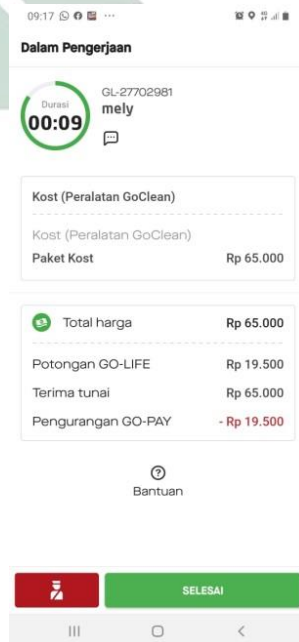 09:17
Dalam Pengerjaan
Durasi
00:09
GL-27702981
mely
Kost (Peralatan GoClean)
Kost (Peralatan GoClean)
Paket Kost Rp 65.000
Total harga Rp 65.000
Potongan GO-LIFE Rp 19.500
Terima tunai Rp 65.000
Pengurangan GO-PAY - Rp 19.500
Bantuan
SELESAI